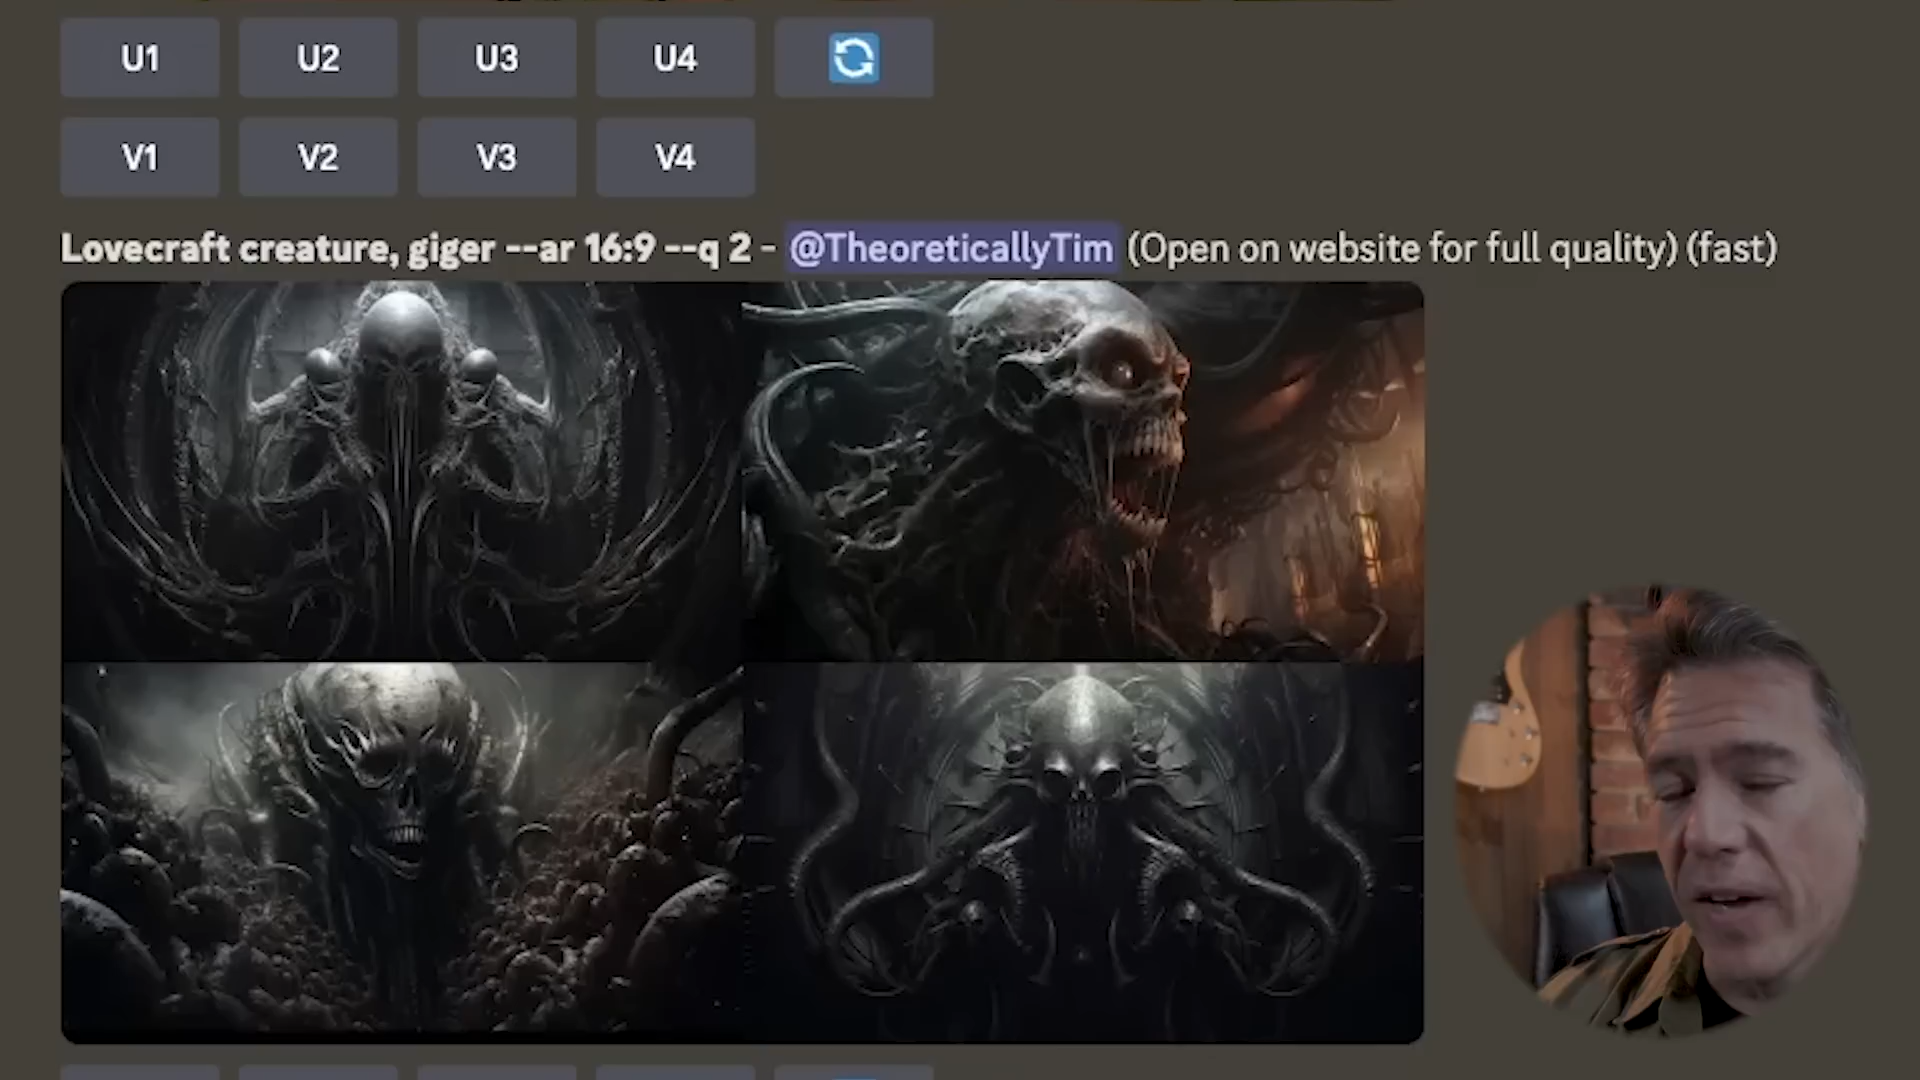 U1 U2 U3 U4
V1 V2 V3 V4
Lovecraft creature, giger --ar 16:9 --q 2 - @TheoreticallyTim (Open on website for full quality) (fast)